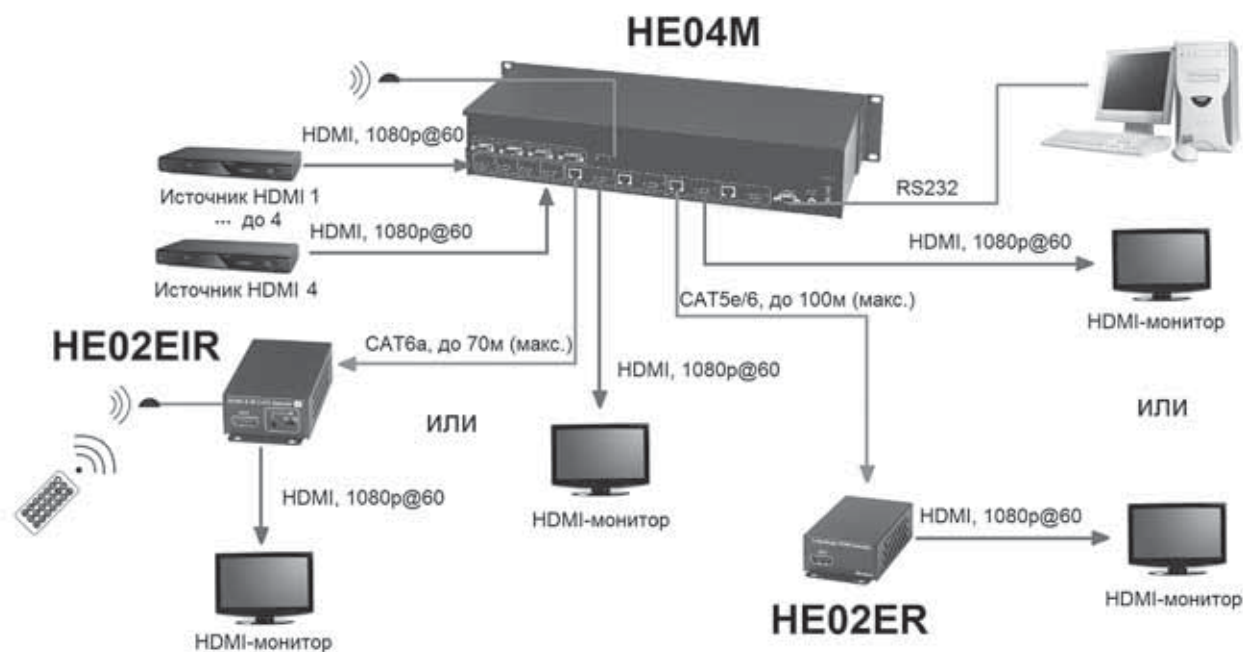 HE04M
HDMI, 1080p@60
Источник HDMI 1
... до 4
HDMI, 1080p@60
Источник HDMI 4
RS232
HDMI, 1080p@60
HDMI-монитор
CAT5e/6, до 100м (макс.)
HE02EIR
CAT6a, до 70м (макс.)
HDMI, 1080p@60
или
или
HDMI-монитор
HDMI, 1080p@60
HDMI, 1080p@60
HDMI-монитор
HE02ER
HDMI-монитор